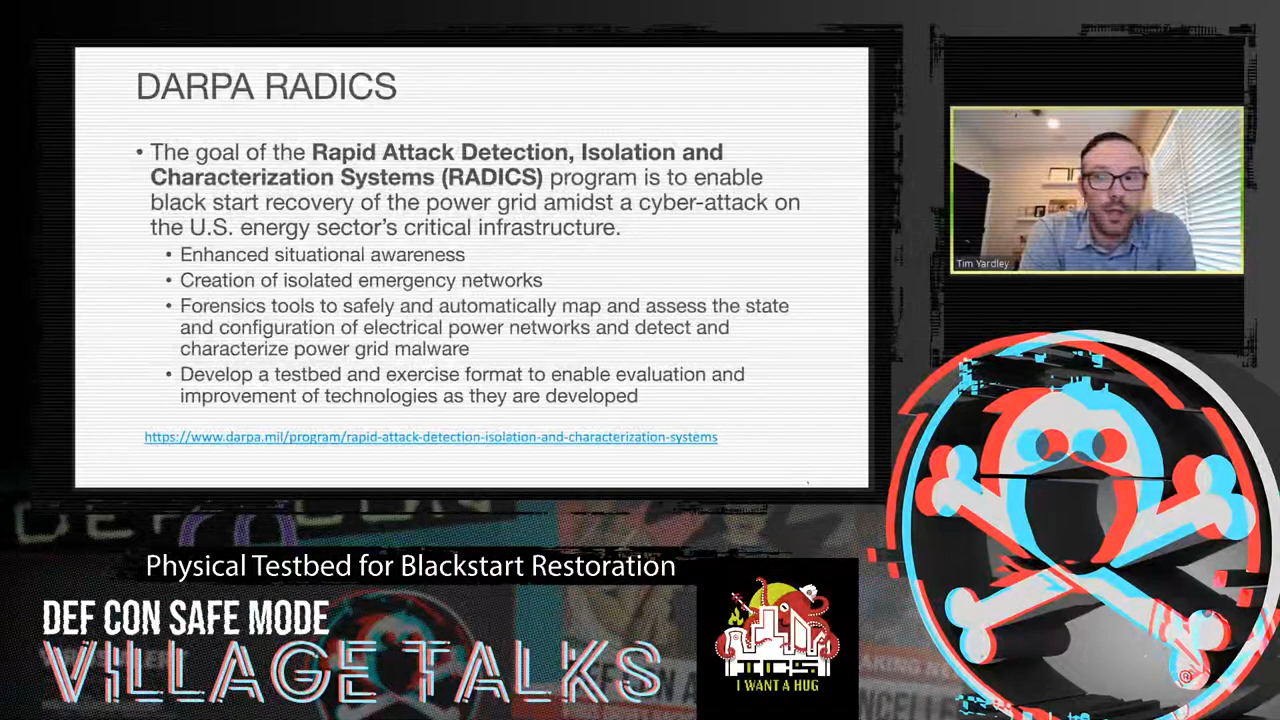 DARPA RADICS
• The goal of the Rapid Attack Detection, Isolation and
Characterization Systems (RADICS) program is to enable
black start recovery of the power grid amidst a cyber-attack on
the U.S. energy sector's critical infrastructure.
• Enhanced situational awareness
• Creation of isolated emergency networks
• Forensics tools to safely and automatically map and assess the state
and configuration of electrical power networks and detect and
characterize power grid malware
• Develop a testbed and exercise format to enable evaluation and
improvement of technologies as they are developed
https://www.darpa.mil/program/rapid-attack-detection-isolation-and-characterization-systems
Tim Yardley
DEF CON
Physical Testbed for Blackstart Restoration
DEF CON SAFE MODE
VILLAGE TALKS
ICS
I WANT A HUG